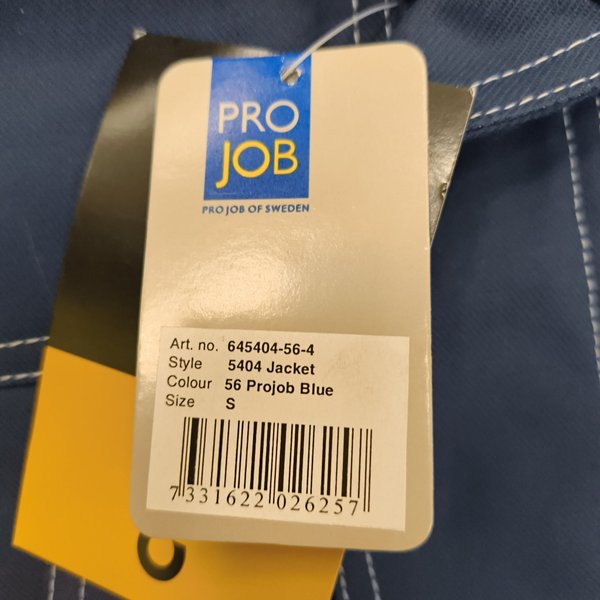 PRO
JOB
PRO JOB OF SWEDEN
Art. no. 645404-56-4
Style 5404 Jacket
Colour 56 Projob Blue
Size S
7 331622 026257